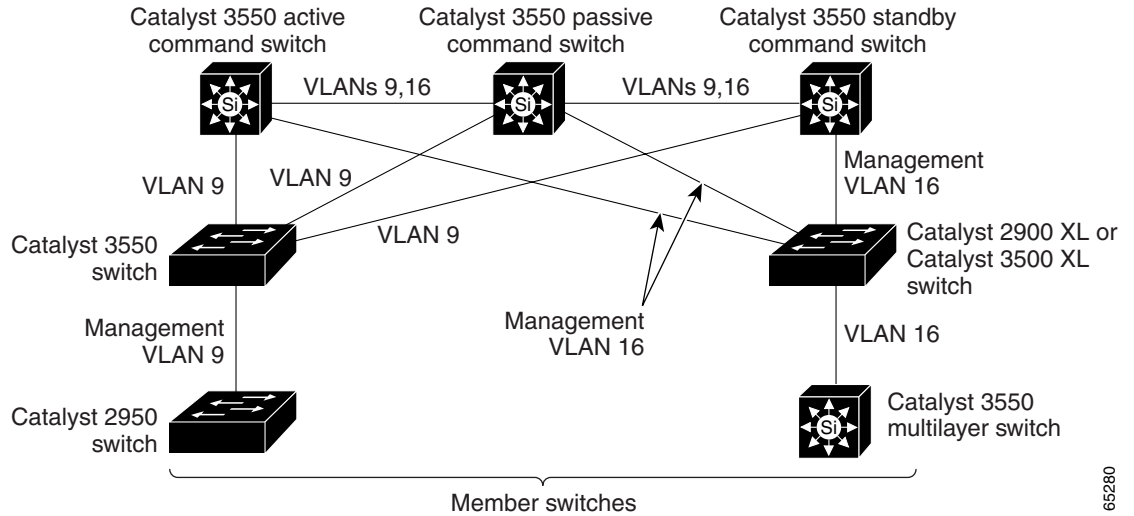 Catalyst 3550 active
command switch
Catalyst 3550 passive
command switch
Catalyst 3550 standby
command switch
Si
VLANs 9,16
Si
VLANs 9,16
Si
VLAN 9
VLAN 9
Management
VLAN 16
Catalyst 3550
switch
VLAN 9
Catalyst 2900 XL or
Catalyst 3500 XL
switch
Management
VLAN 9
Management
VLAN 16
VLAN 16
Catalyst 2950
switch
Si
Catalyst 3550
multilayer switch
Member switches
65280